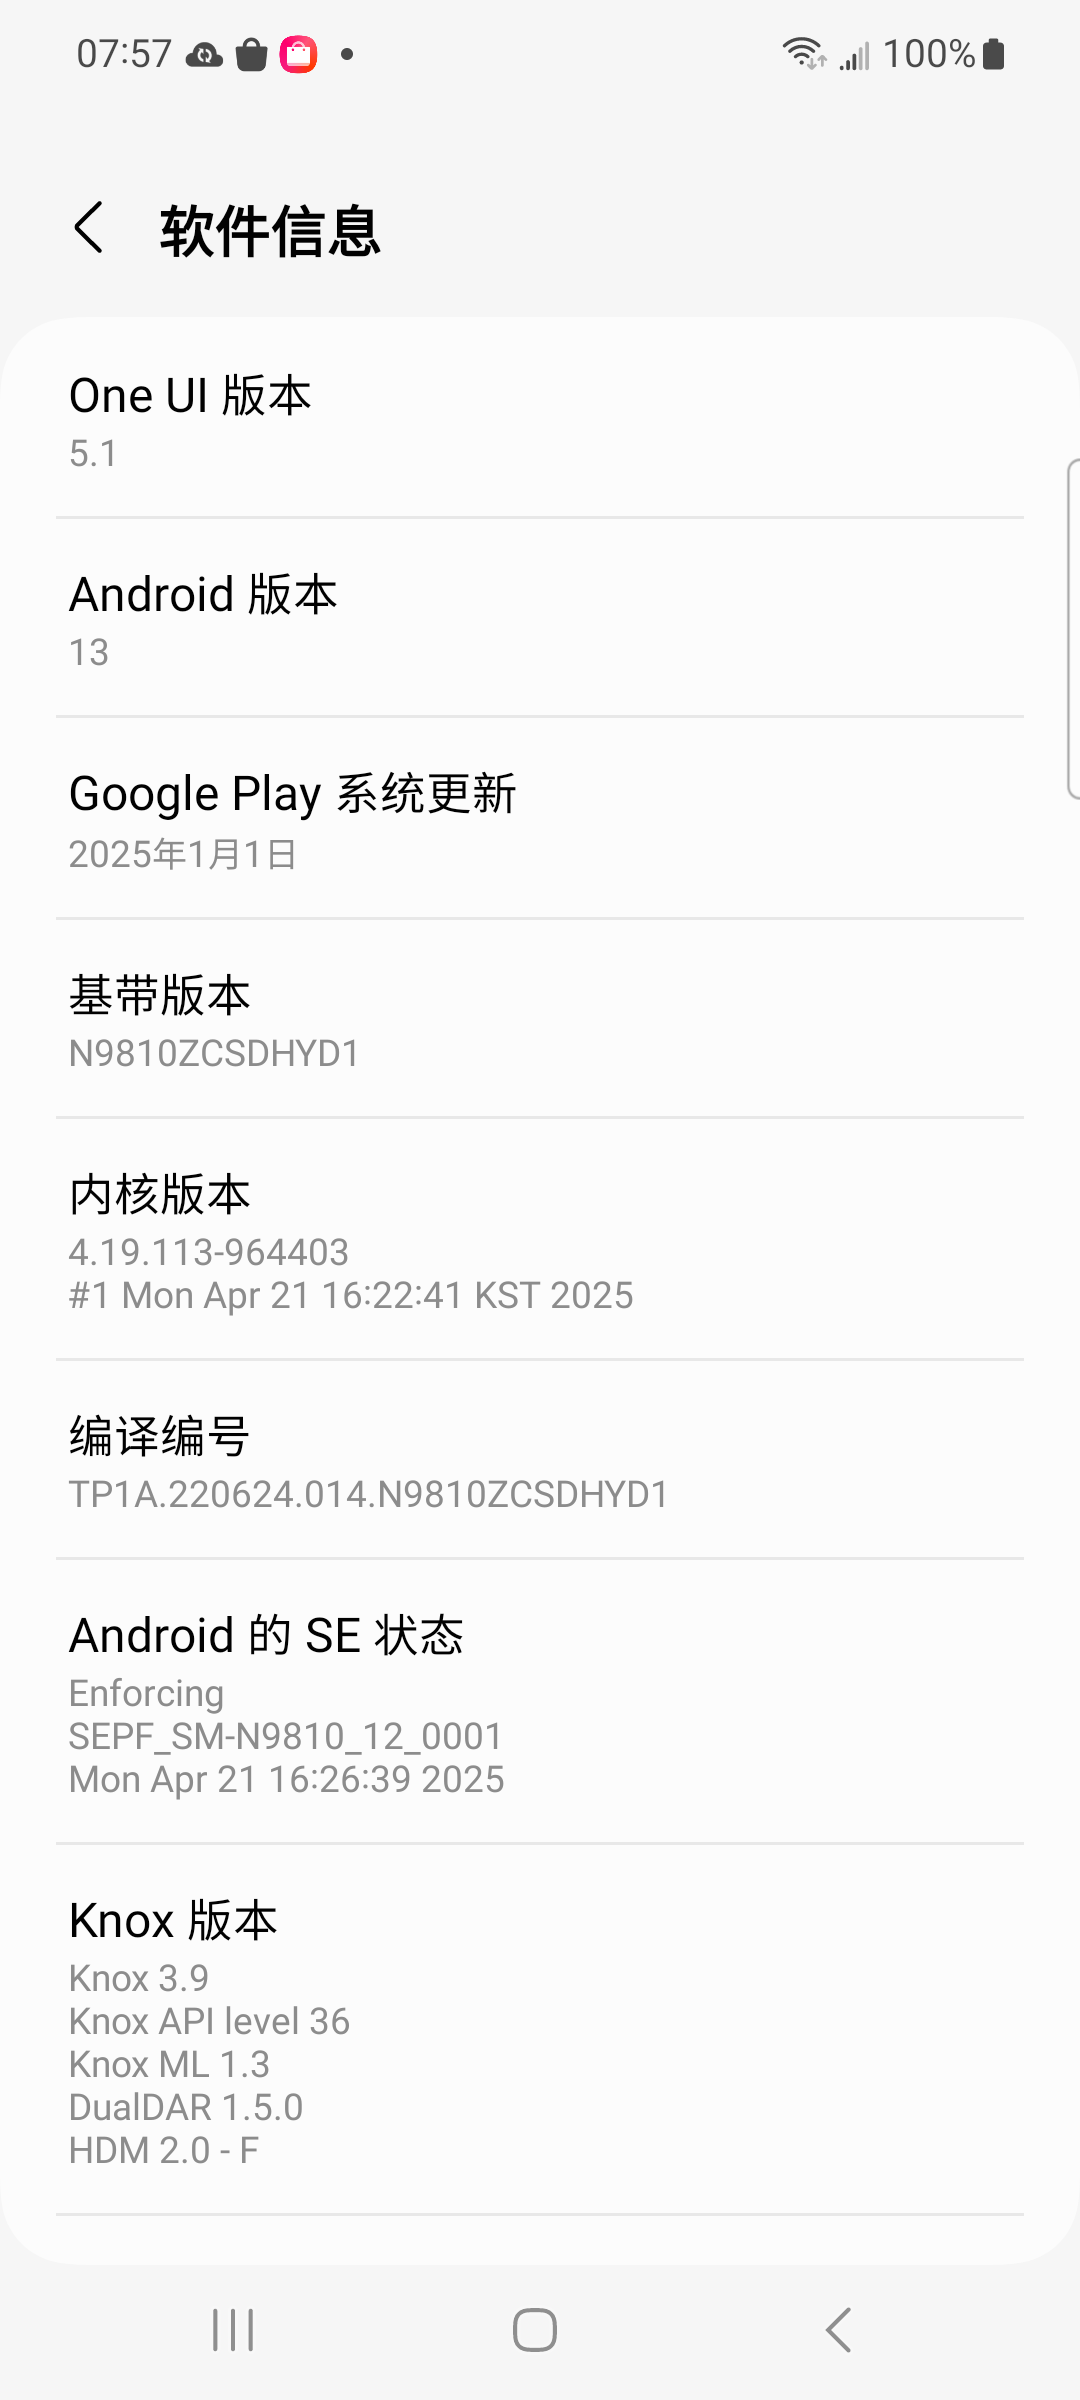 07:57
100%
软件信息
One UI 版本
5.1
Android 版本
13
Google Play 系统更新
2025年1月1日
基带版本
N9810ZCSDHYD1
内核版本
4.19.113-964403
#1 Mon Apr 21 16:22:41 KST 2025
编译编号
TP1A.220624.014.N9810ZCSDHYD1
Android 的 SE 状态
Enforcing
SEPF_SM-N9810_12_0001
Mon Apr 21 16:26:39 2025
Knox 版本
Knox 3.9
Knox API level 36
Knox ML 1.3
DualDAR 1.5.0
HDM 2.0 - F